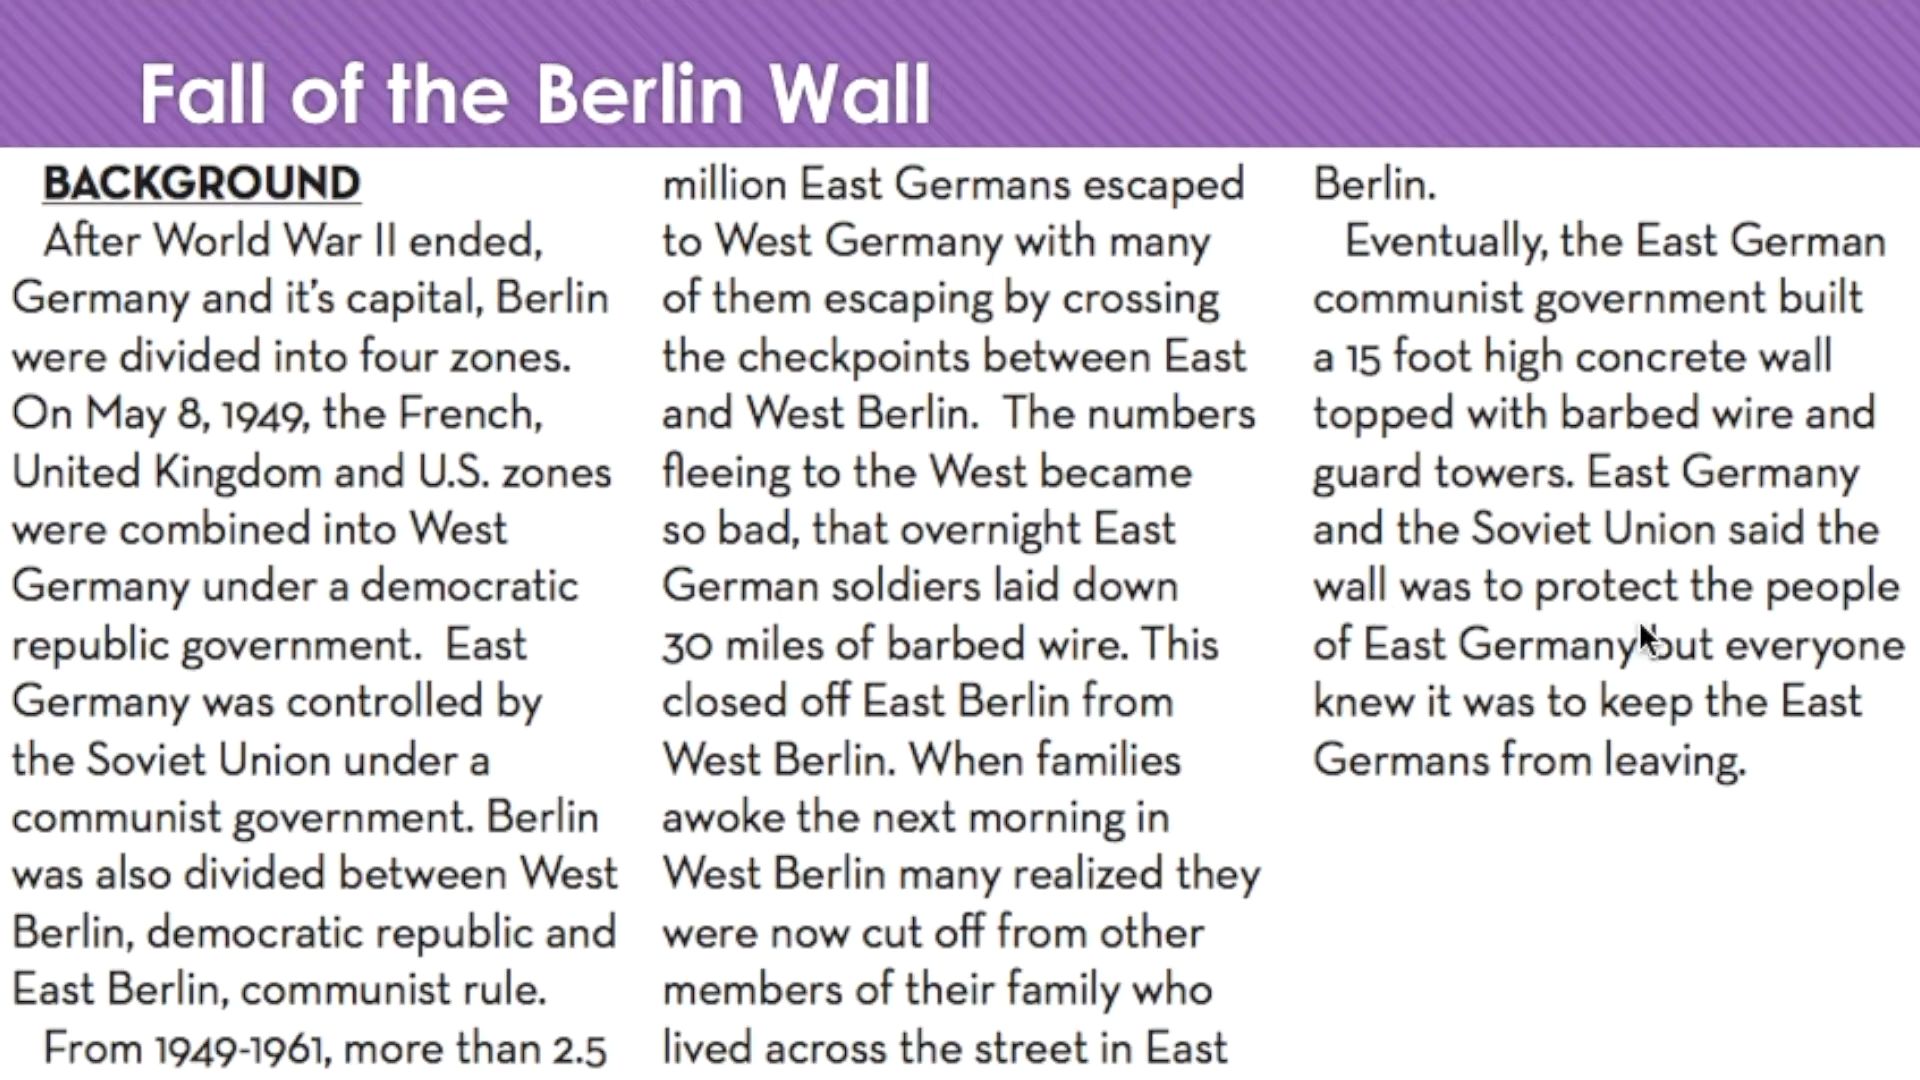 Fall of the Berlin Wall
BACKGROUND
After World War II ended,
Germany and it's capital, Berlin
were divided into four zones.
On May 8, 1949, the French,
United Kingdom and U.S. zones
were combined into West
Germany under a democratic
republic government.  East
Germany was controlled by
the Soviet Union under a
communist government. Berlin
was also divided between West
Berlin, democratic republic and
East Berlin, communist rule.
From 1949-1961, more than 2.5
million East Germans escaped
to West Germany with many
of them escaping by crossing
the checkpoints between East
and West Berlin.  The numbers
fleeing to the West became
so bad, that overnight East
German soldiers laid down
30 miles of barbed wire. This
closed off East Berlin from
West Berlin. When families
awoke the next morning in
West Berlin many realized they
were now cut off from other
members of their family who
lived across the street in East
Berlin.
Eventually, the East German
communist government built
a 15 foot high concrete wall
topped with barbed wire and
guard towers. East Germany
and the Soviet Union said the
wall was to protect the people
of East Germany but everyone
knew it was to keep the East
Germans from leaving.